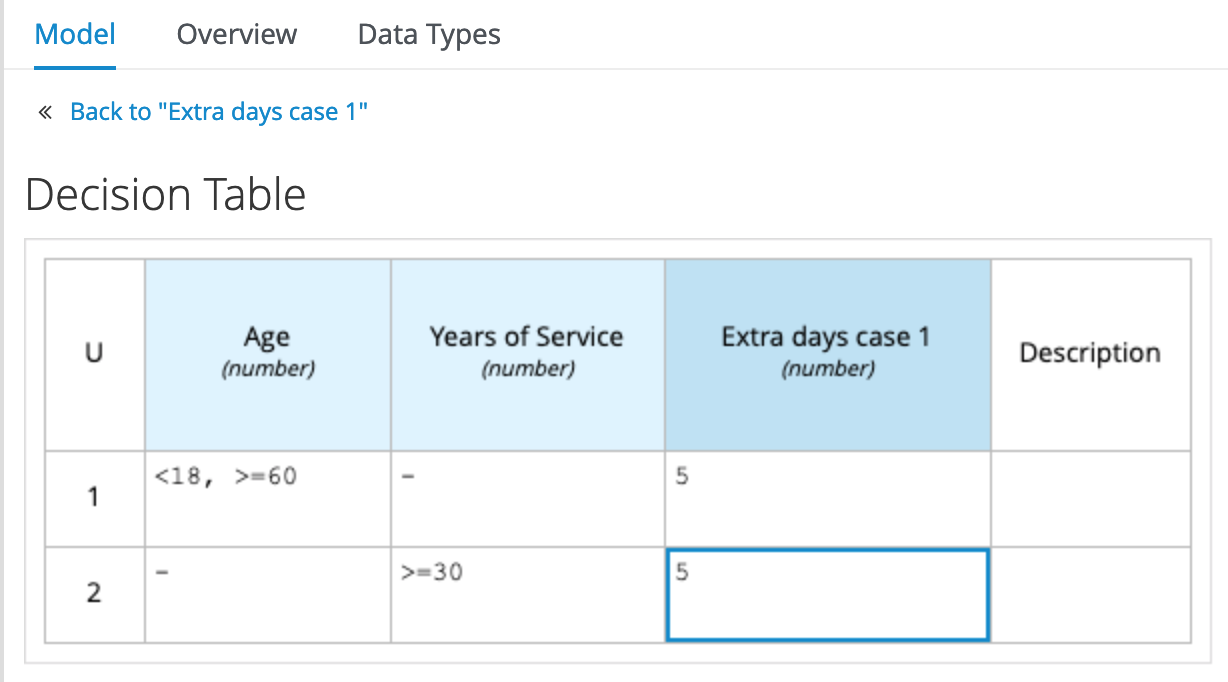 Model Overview Data Types
« Back to "Extra days case 1"
Decision Table
U Age Years of Service Extra days case 1 Description
(number) (number) (number)
1 <18, >=60 - 5
2 - >=30 5